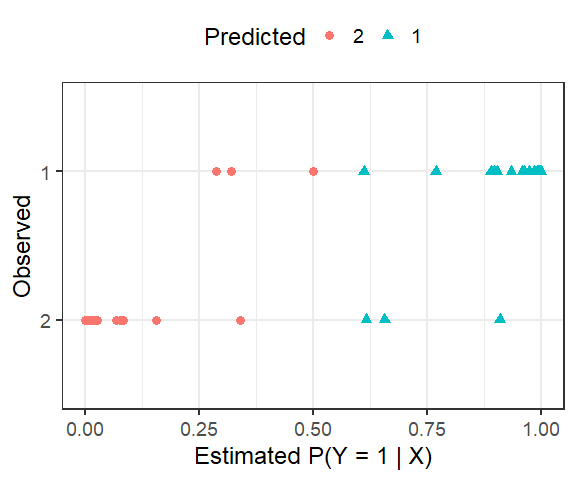 Predicted 2 1
1
Observed
2
0.00 0.25 0.50 0.75 1.00
Estimated P(Y = 1 | X)